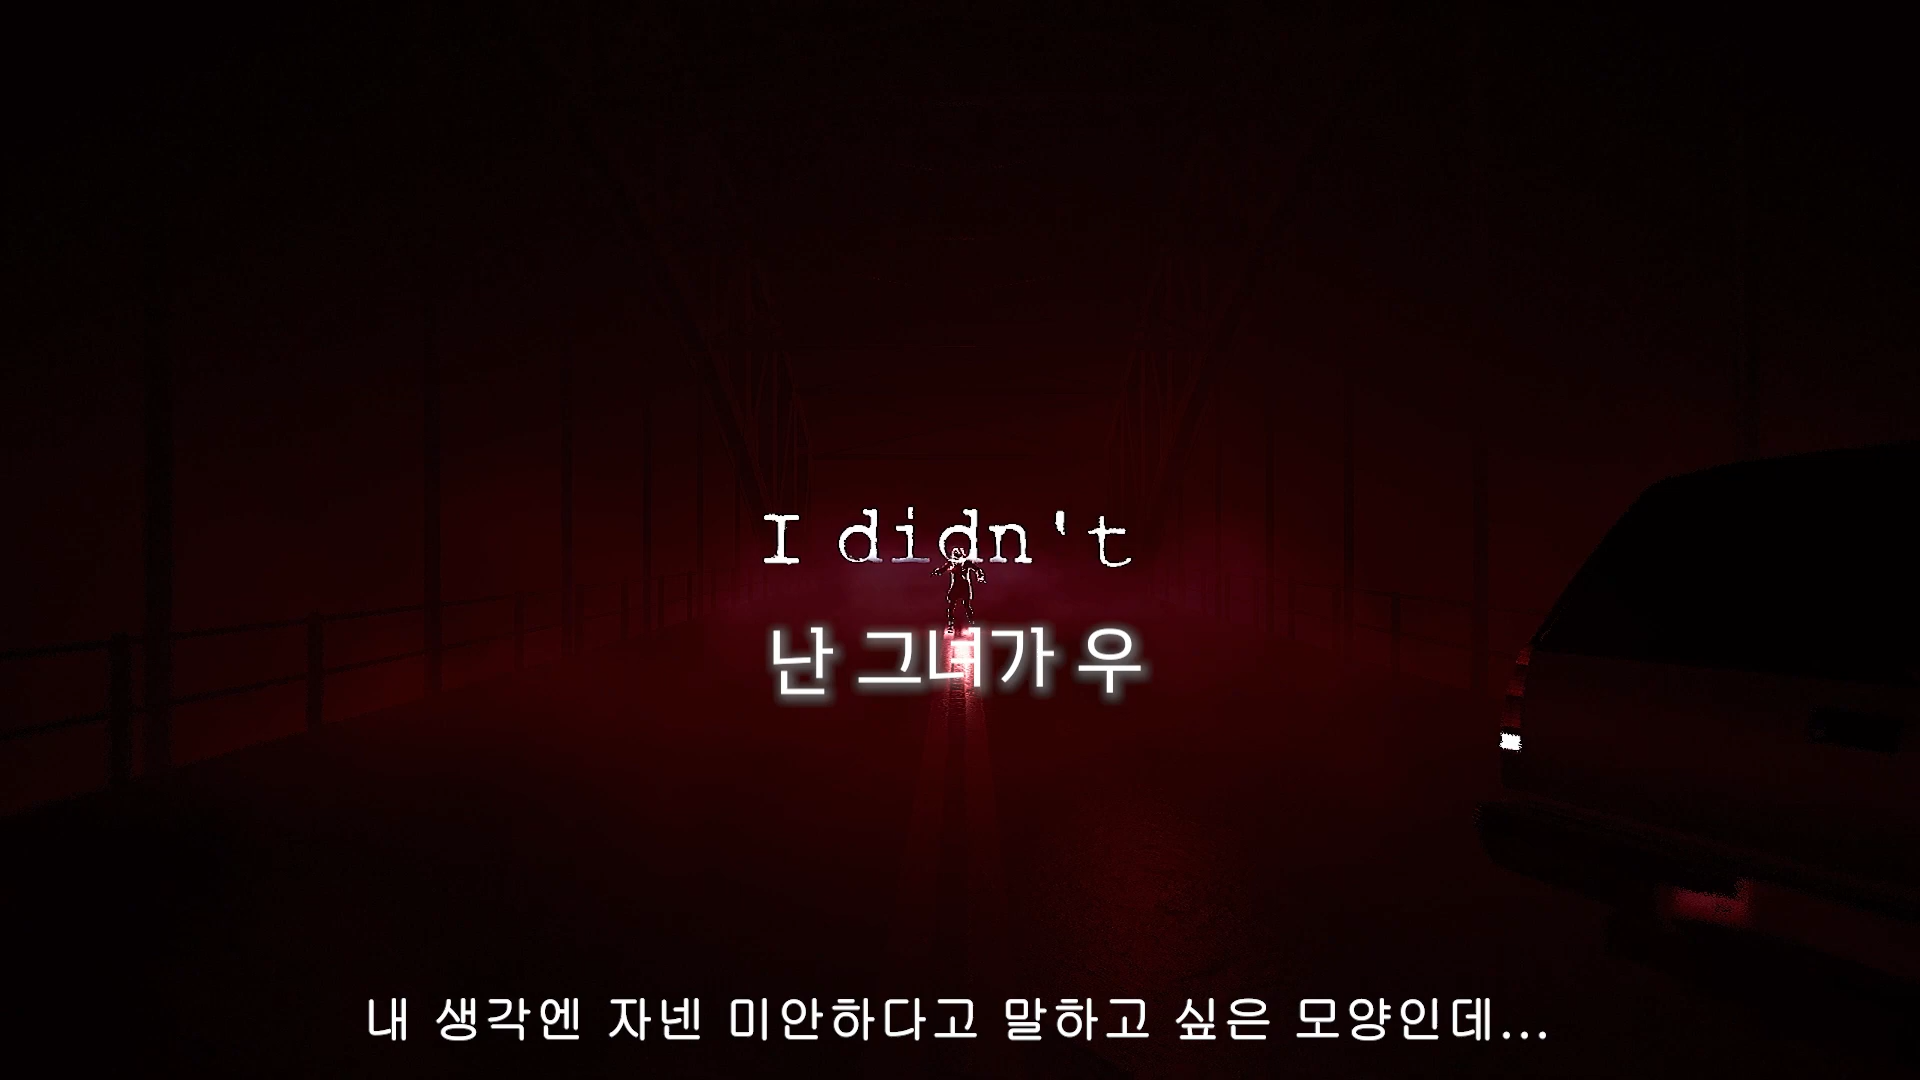 I didn't
난 그녀가 우
내 생각엔 자넨 미안하다고 말하고 싶은 모양인데...